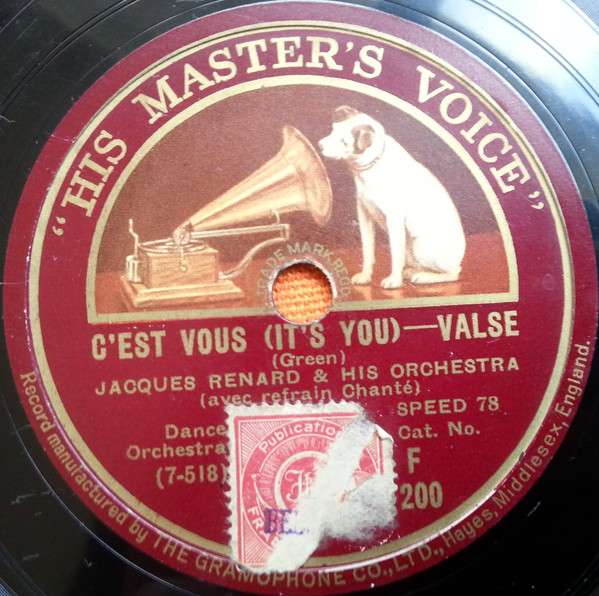 "HIS MASTER'S VOICE"
TRADE MARK REGD
C'EST VOUS (IT'S YOU)—VALSE
(Green)
JACQUES RENARD & HIS ORCHESTRA
(avec refrain Chanté)
SPEED 78
Dance
Orchestra
Cat. No.
(7-518)
F
200
Publication
Record manufactured by THE GRAMOPHONE CO., LTD., Hayes, Middlesex, England.